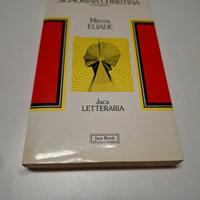 SIGNORINA CHRISTINA
Mircea
ELIADE
Jaca
LETTERARIA
Jaca Book